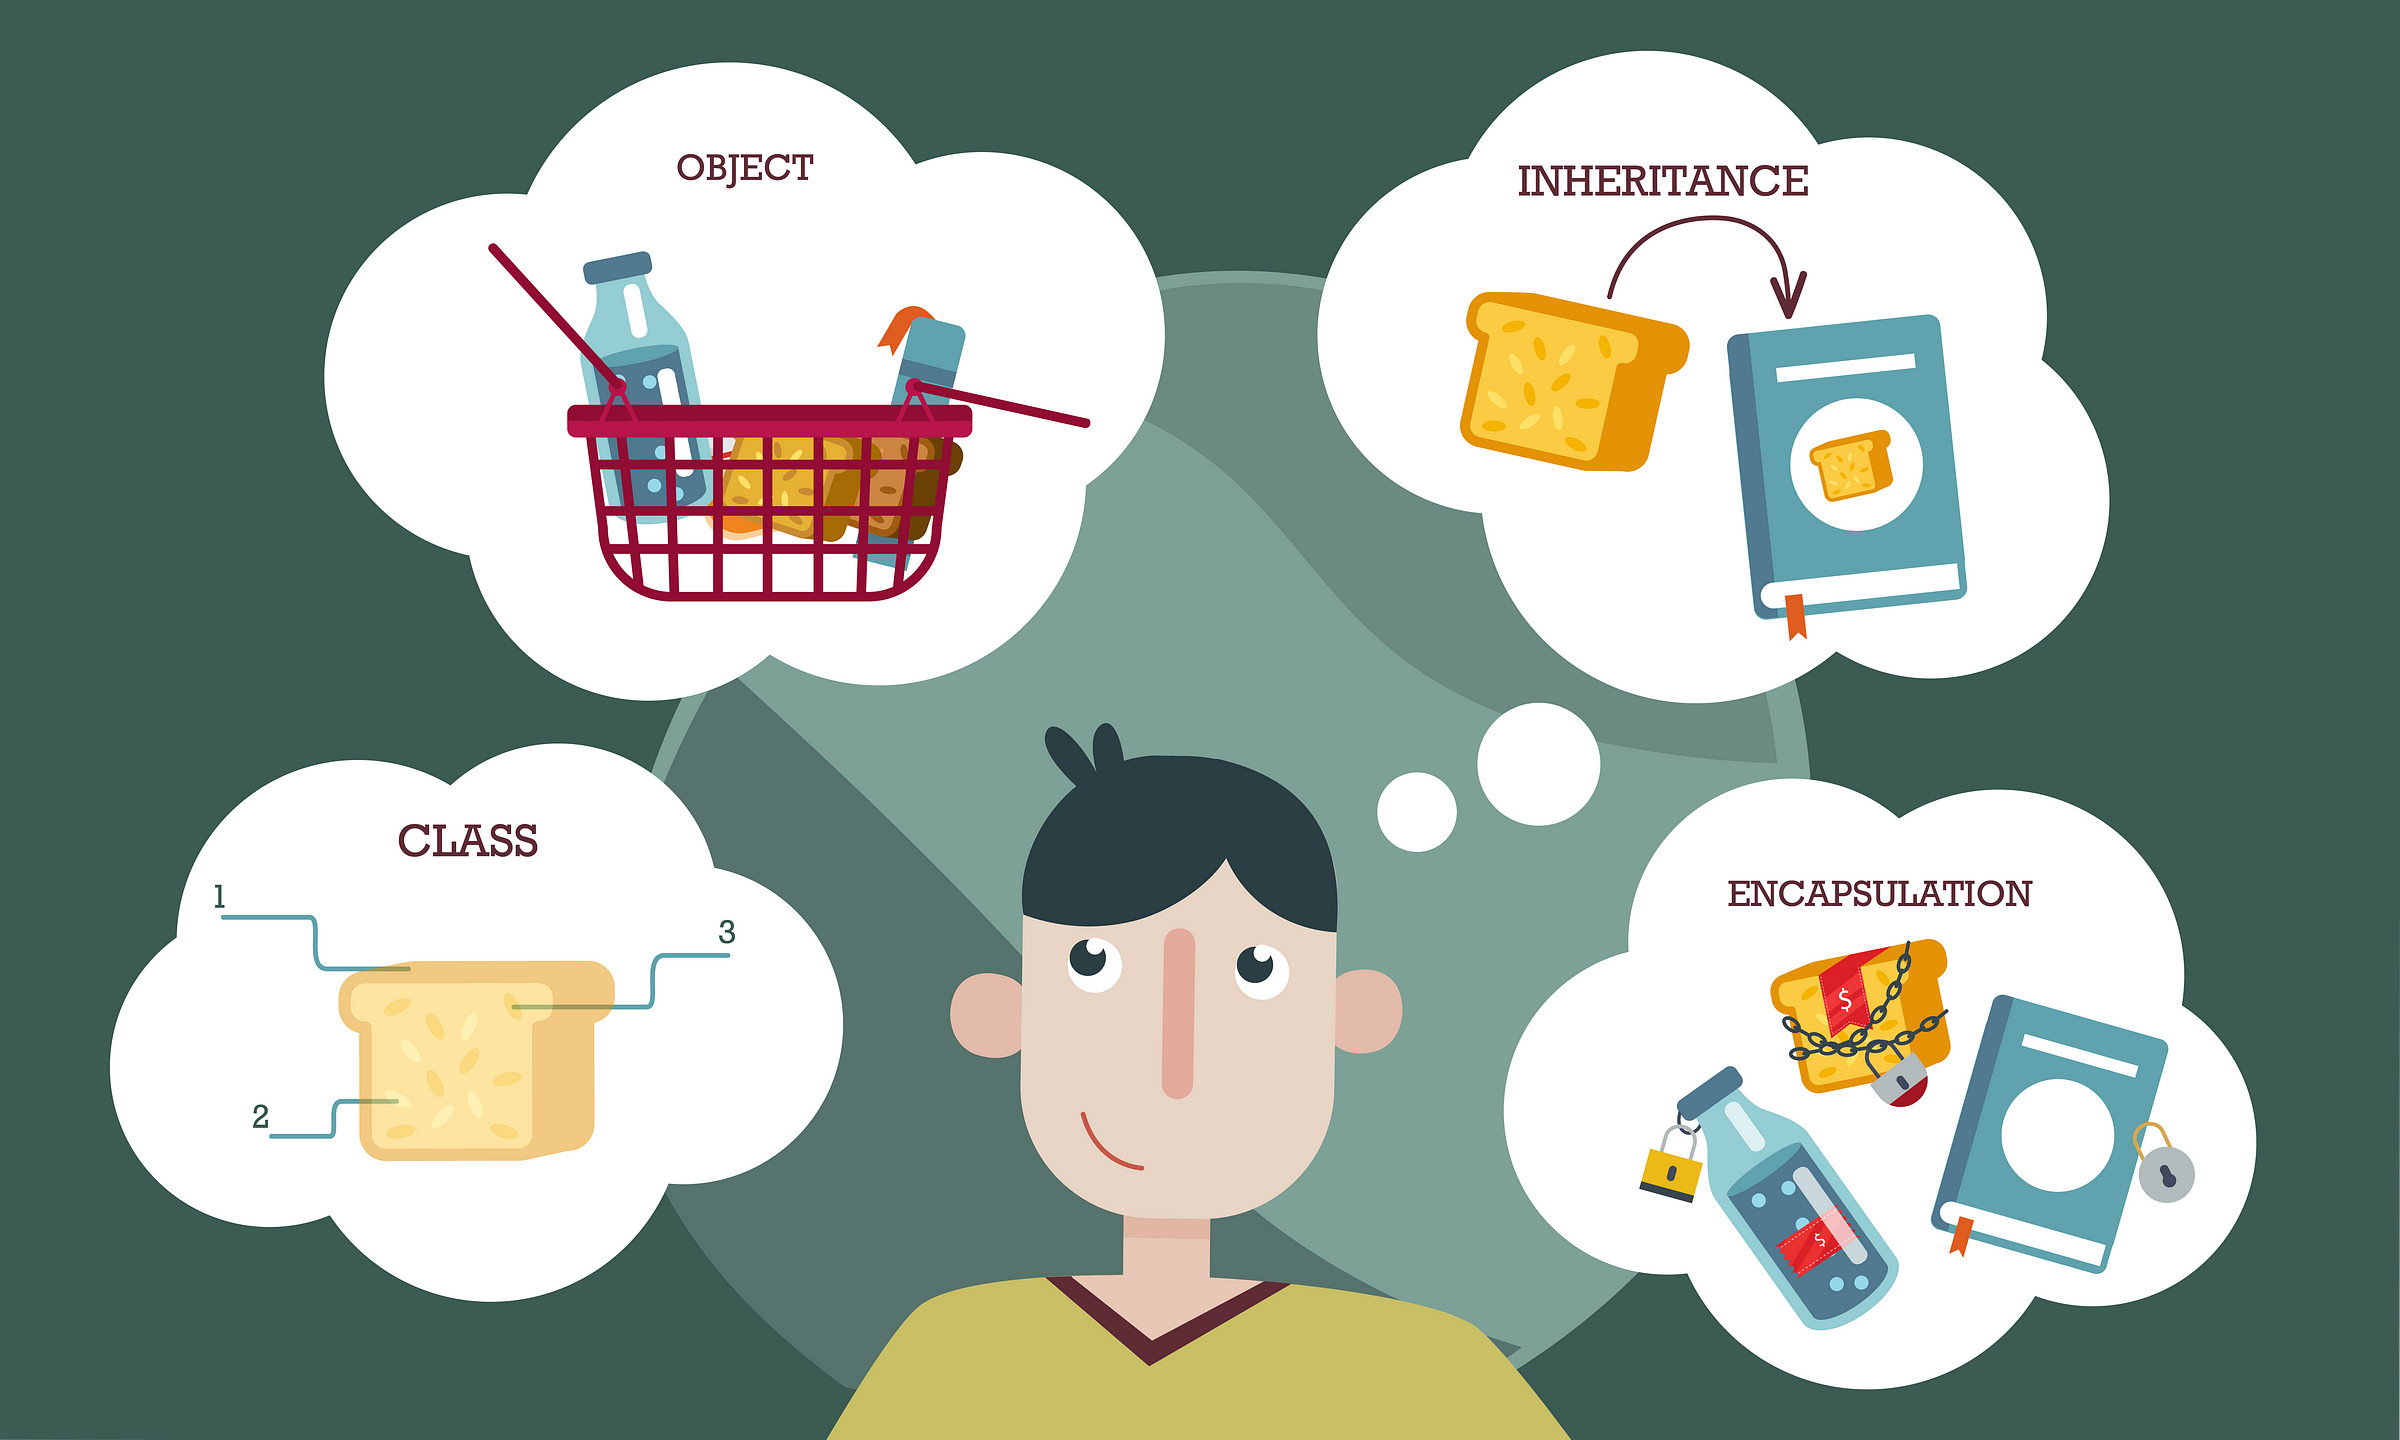 OBJECT
INHERITANCE
CLASS
1
3
2
ENCAPSULATION
$
$